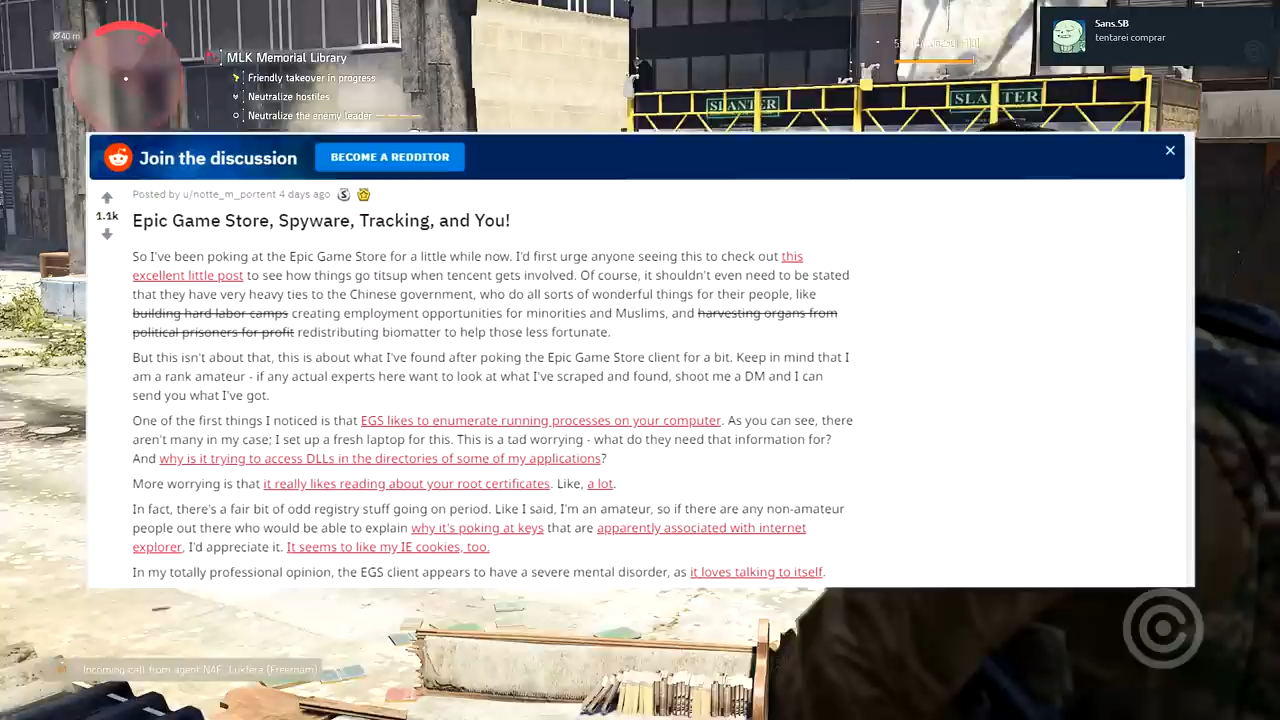 Ø 40 m
MLK Memorial Library
Friendly takeover in progress
Neutralize hostiles
Neutralize the enemy leader
SLANTER
SLANTER
Sans.SB
tentarei comprar
Join the discussion
BECOME A REDDITOR
Posted by u/notte_m_portent 4 days ago
1.1k
Epic Game Store, Spyware, Tracking, and You!
So I've been poking at the Epic Game Store for a little while now. I'd first urge anyone seeing this to check out this
excellent little post to see how things go titsup when tencent gets involved. Of course, it shouldn't even need to be stated
that they have very heavy ties to the Chinese government, who do all sorts of wonderful things for their people, like
building hard labor camps creating employment opportunities for minorities and Muslims, and harvesting organs from
political prisoners for profit redistributing biomatter to help those less fortunate.
But this isn't about that, this is about what I've found after poking the Epic Game Store client for a bit. Keep in mind that I
am a rank amateur - if any actual experts here want to look at what I've scraped and found, shoot me a DM and I can
send you what I've got.
One of the first things I noticed is that EGS likes to enumerate running processes on your computer. As you can see, there
aren't many in my case; I set up a fresh laptop for this. This is a tad worrying - what do they need that information for?
And why is it trying to access DLLs in the directories of some of my applications?
More worrying is that it really likes reading about your root certificates. Like, a lot.
In fact, there's a fair bit of odd registry stuff going on period. Like I said, I'm an amateur, so if there are any non-amateur
people out there who would be able to explain why it's poking at keys that are apparently associated with internet
explorer, I'd appreciate it. It seems to like my IE cookies, too.
In my totally professional opinion, the EGS client appears to have a severe mental disorder, as it loves talking to itself.
Incoming call from agent N4F, Lukfera (Freemam)